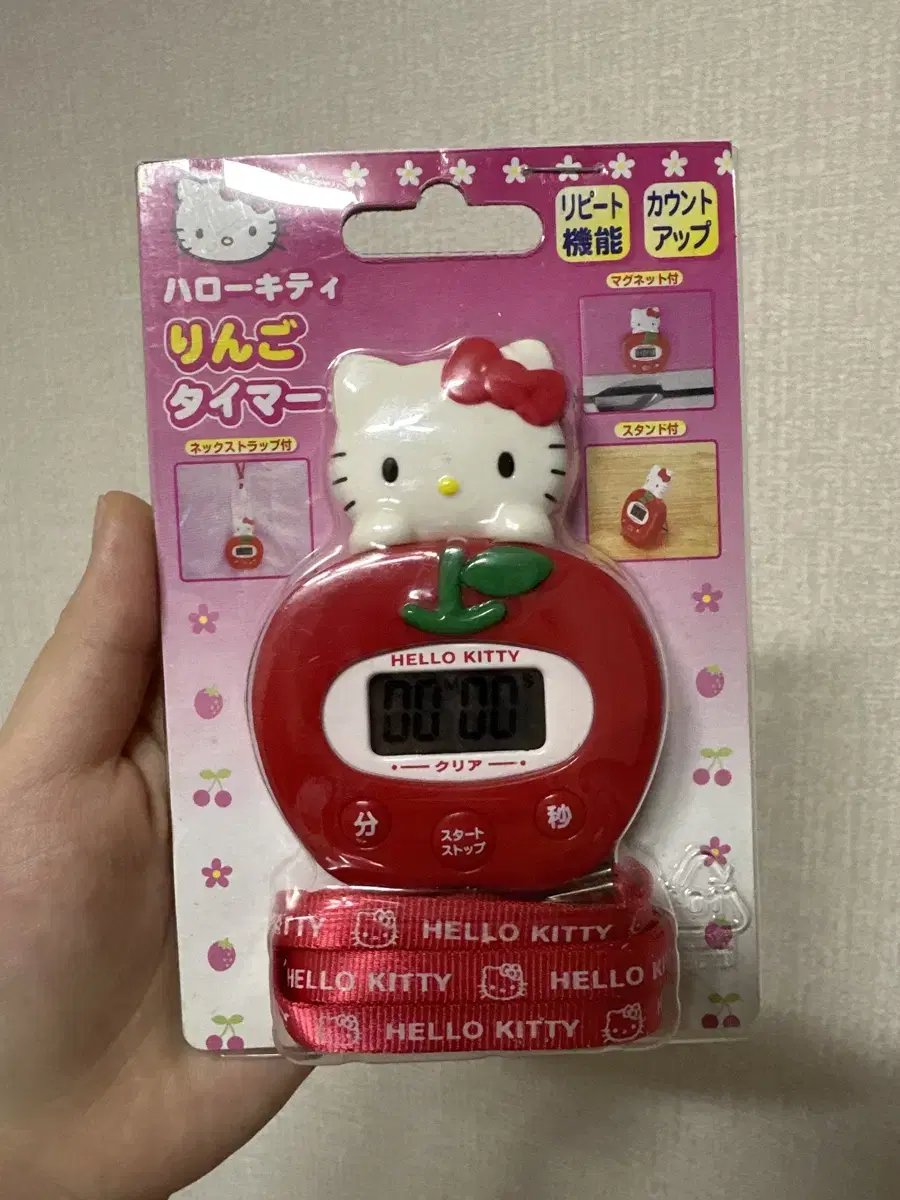 リピート
機能
カウント
アップ
ハローキティ
りんご
タイマー
マグネット付
ネックストラップ付
スタンド付
HELLO KITTY
00 M 00 S
クリア
分
スタート
ストップ
秒
KITTY
HELLO KITTY
HELLO KITTY
HELLO
HELLO KITTY